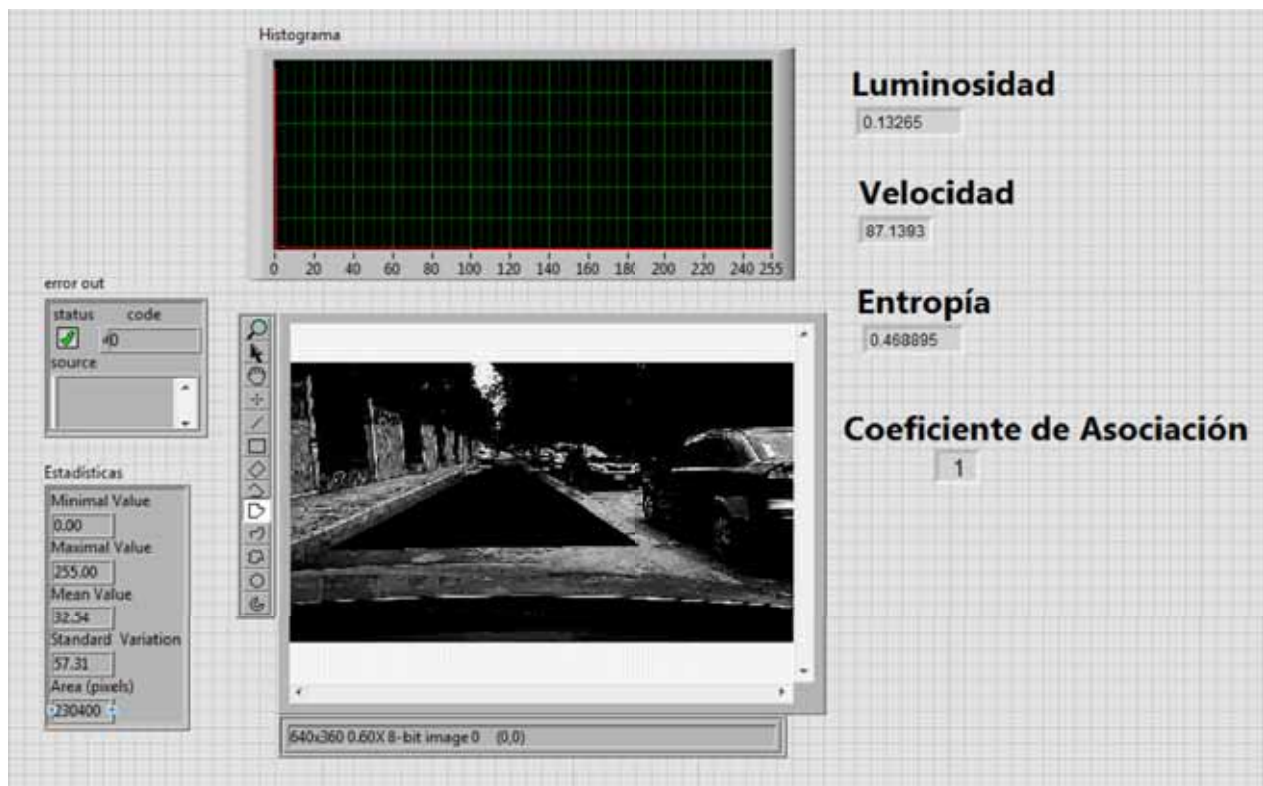 Histograma
0 20 40 60 80 100 120 140 160 180 200 220 240 255
Luminosidad
0.13265
Velocidad
87.1393
Entropía
0.468895
Coeficiente de Asociación
1
error out
status code
0
source
Estadísticas
Minimal Value
0.00
Maximal Value
255.00
Mean Value
32.54
Standard Variation
57.31
Area (pixels)
230400
640x360 0.60X 8-bit image 0 (0,0)